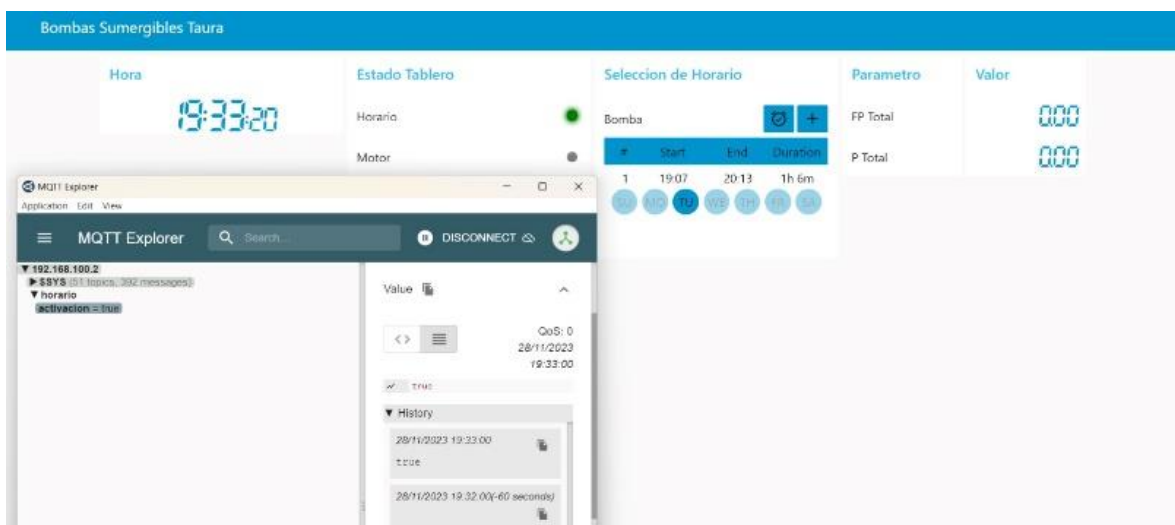 Bombas Sumergibles Taura
Hora
19:33:20
Estado Tablero
Horario
Motor
Seleccion de Horario
Bomba
# Start End Duration
1 19:07 20:13 1h 6m
SU MO TU WE TH FR SA
Parametro Valor
FP Total 0.00
P Total 0.00
MQTT Explorer
Application Edit View
MQTT Explorer
Search...
DISCONNECT
▼ 192.168.100.2
▶ $SYS (51 topics, 392 messages)
▼ horario
activacion = true
Value
QoS: 0
28/11/2023
19:33:00
true
▼ History
28/11/2023 19:33:00
true
28/11/2023 19:32:00(-60 seconds)